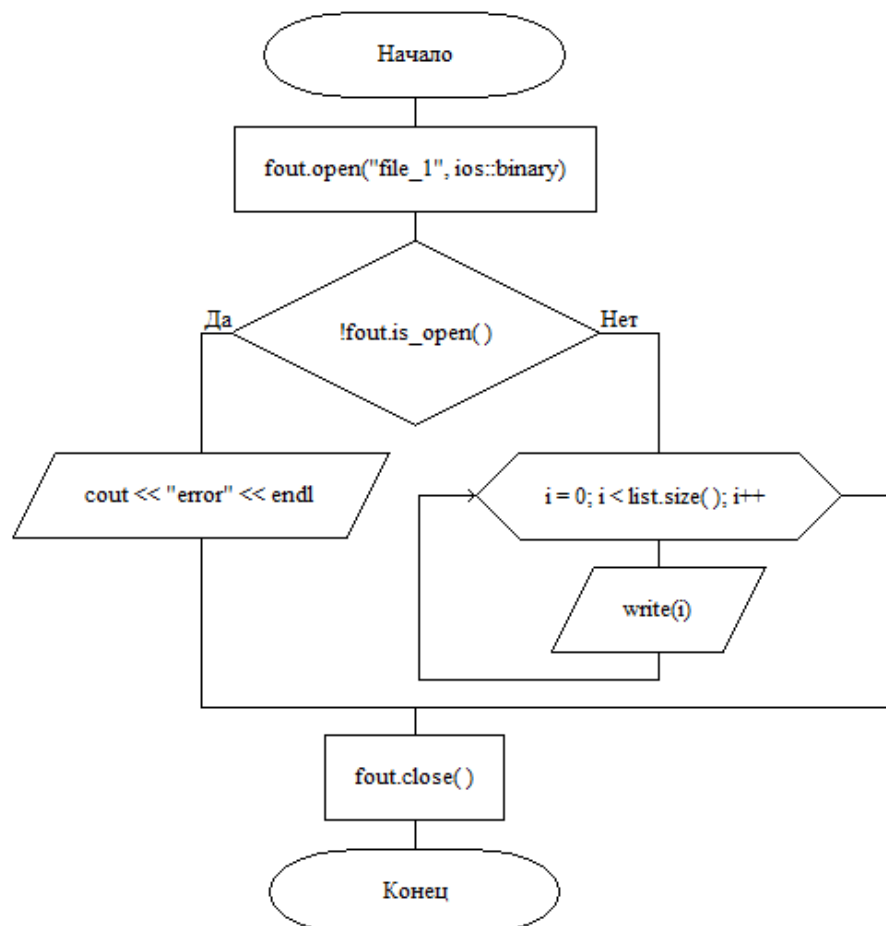 Начало
fout.open("file_1", ios::binary)
Да
!fout.is_open( )
Нет
cout << "error" << endl
i = 0; i < list.size( ); i++
write(i)
fout.close( )
Конец